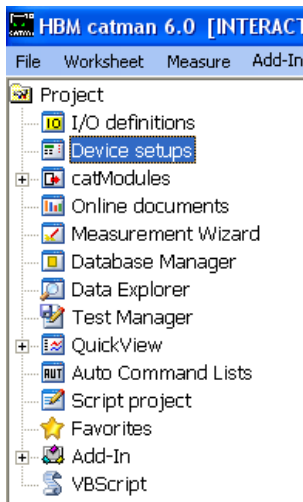 HBM catman 6.0 [INTERACT
File Worksheet Measure Add-In
Project
I/O definitions
Device setups
catModules
Online documents
Measurement Wizard
Database Manager
Data Explorer
Test Manager
QuickView
AUT Auto Command Lists
Script project
Favorites
Add-In
VBScript